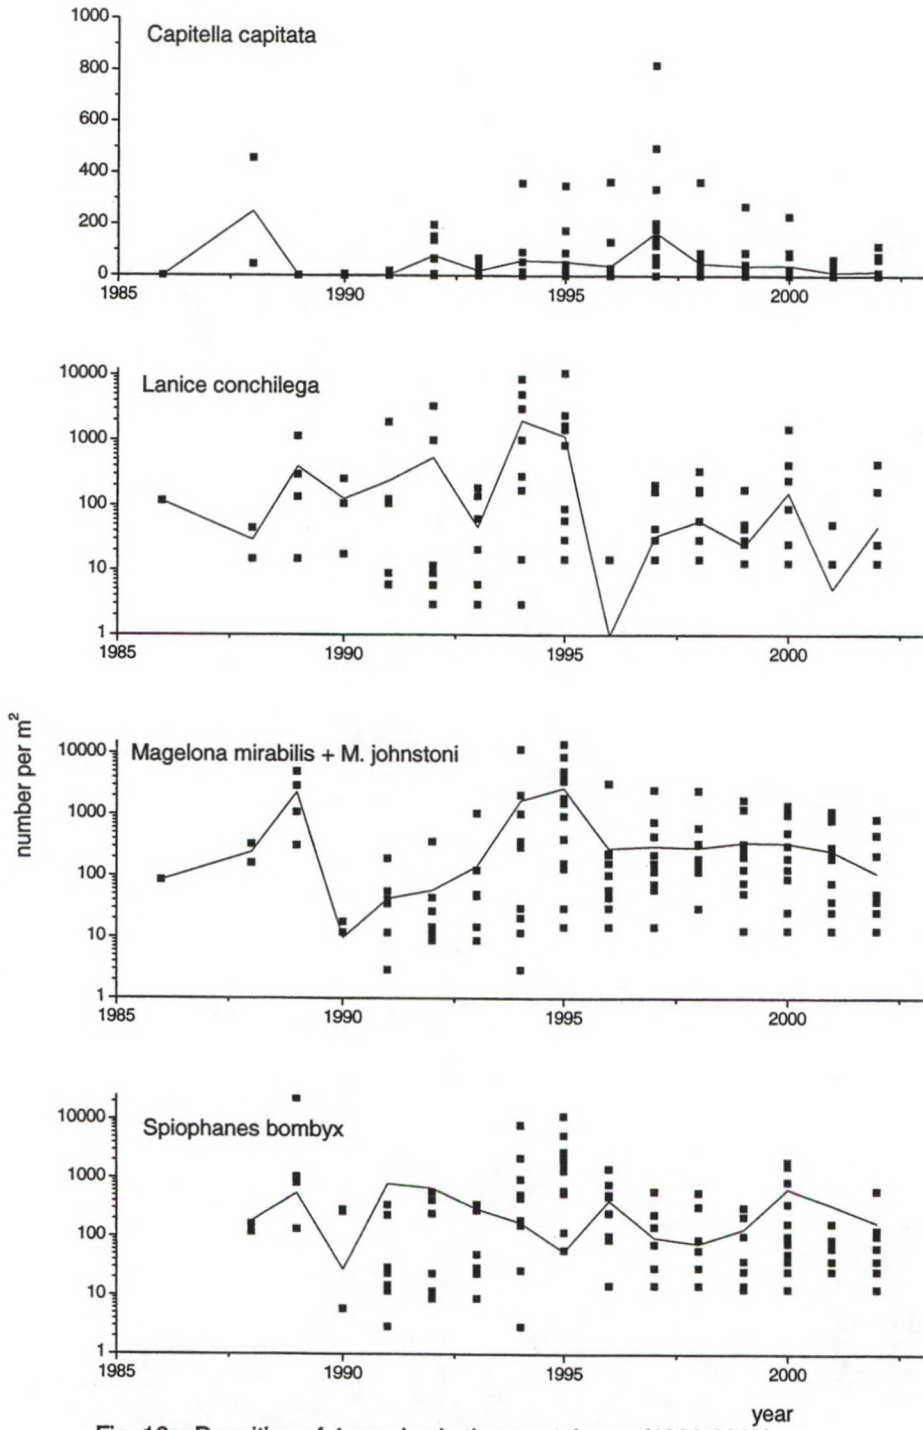 Capitella capitata
1000
800
600
400
200
0
1985 1990 1995 2000
Lanice conchilega
10000
1000
100
10
1
1985 1990 1995 2000
number per m²
Magelona mirabilis + M. johnstoni
10000
1000
100
10
1
1985 1990 1995 2000
Spiophanes bombyx
10000
1000
100
10
1
1985 1990 1995 2000
year